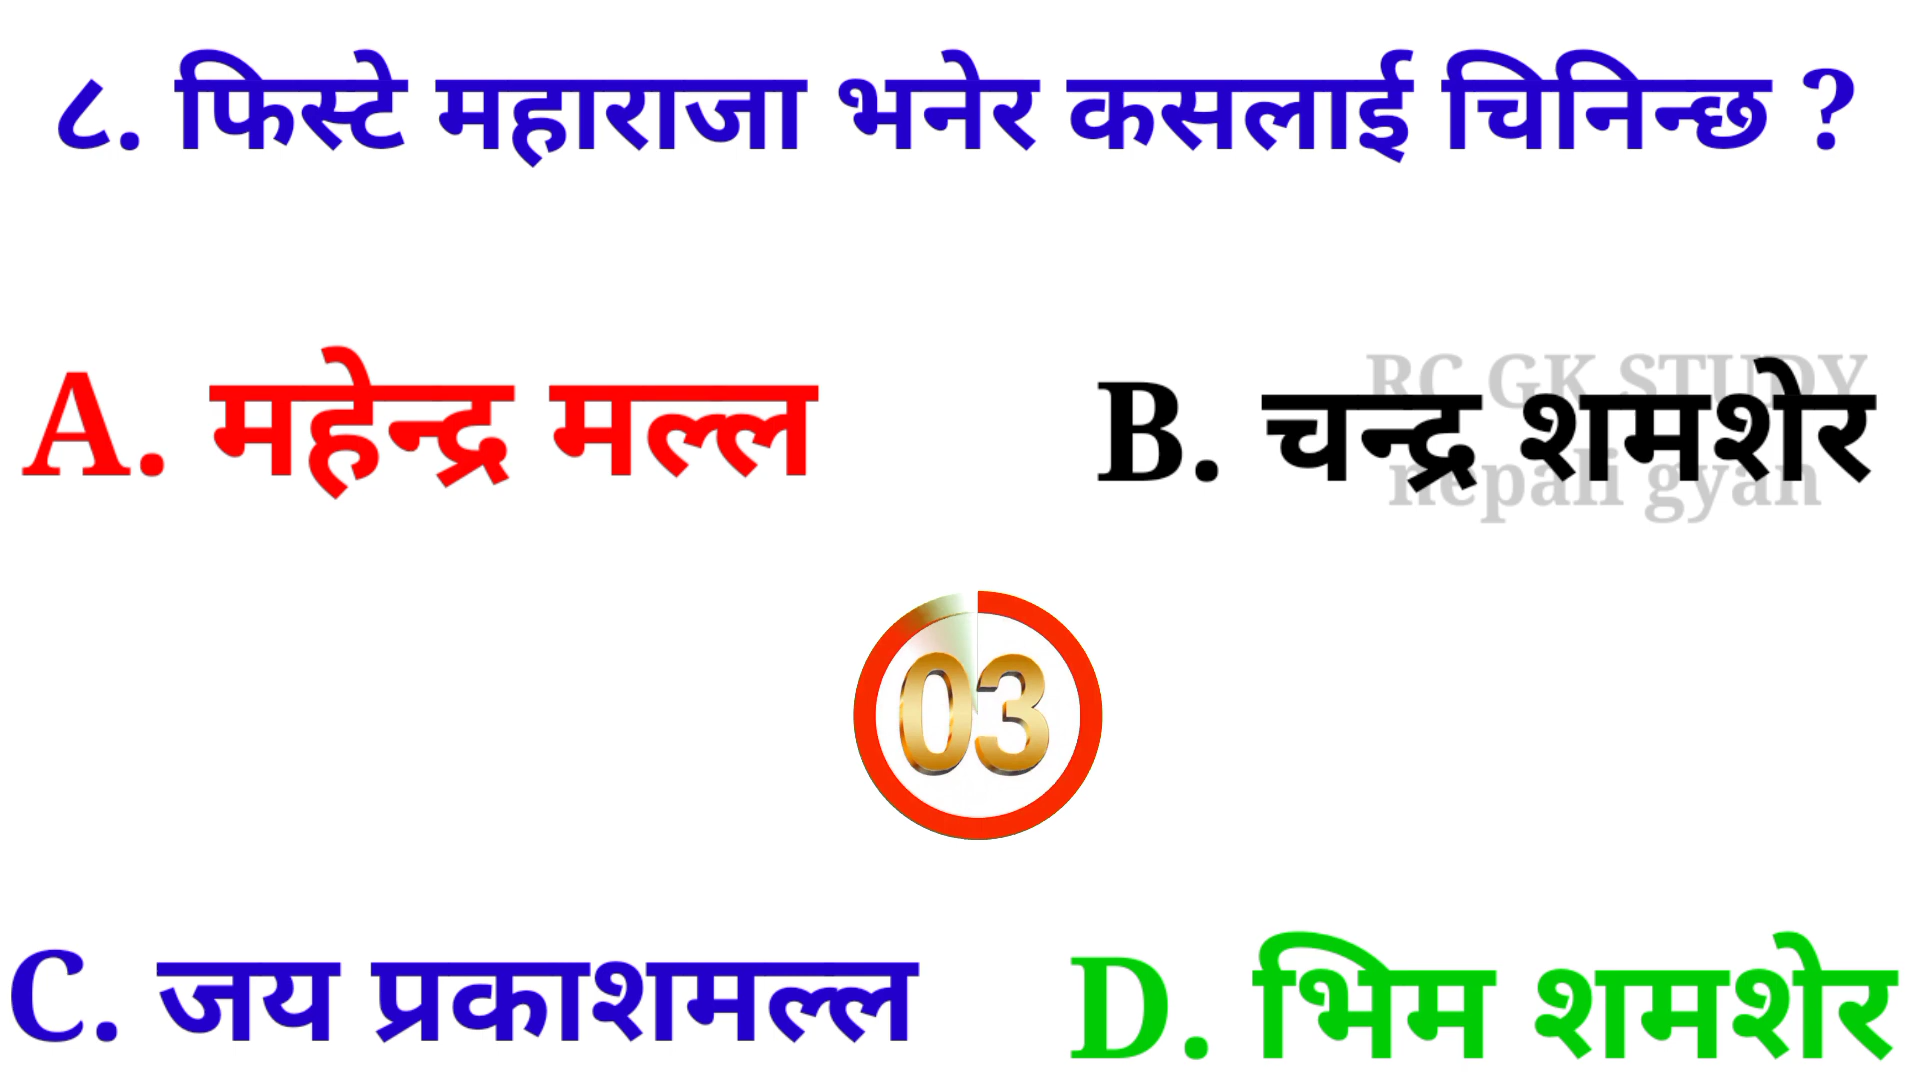 ८. फिस्टे महाराजा भनेर कसलाई चिनिन्छ ?
A. महेन्द्र मल्ल
B. चन्द्र शमशेर
RC GK STUDY
nepali gyan
03
C. जय प्रकाशमल्ल
D. भिम शमशेर